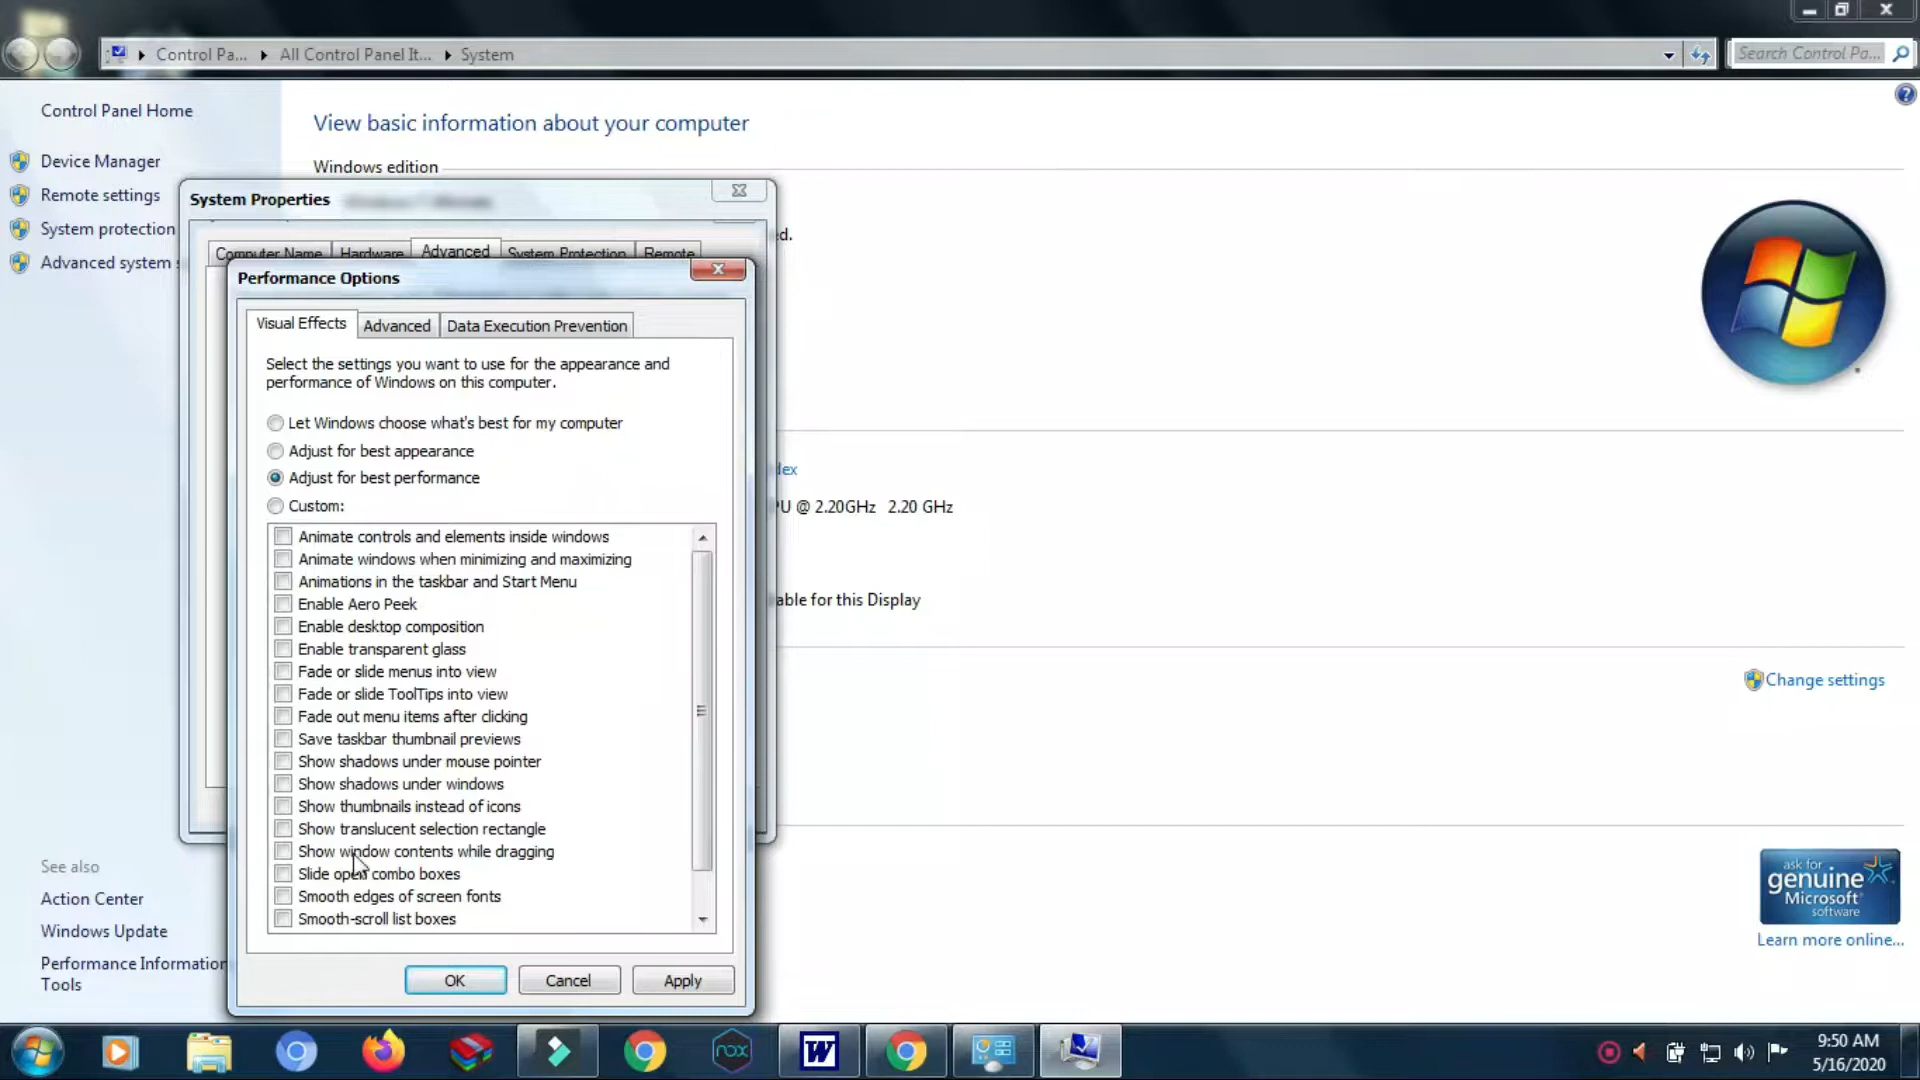 Control Pa... All Control Panel It... System
Search Control Pa...
Control Panel Home
Device Manager
Remote settings
System protection
Advanced system s
View basic information about your computer
Windows edition
ed.
dex
PU @ 2.20GHz 2.20 GHz
able for this Display
Change settings
System Properties
Computer Name Hardware Advanced System Protection Remote
Performance Options
Visual Effects Advanced Data Execution Prevention
Select the settings you want to use for the appearance and
performance of Windows on this computer.
Let Windows choose what's best for my computer
Adjust for best appearance
Adjust for best performance
Custom:
Animate controls and elements inside windows
Animate windows when minimizing and maximizing
Animations in the taskbar and Start Menu
Enable Aero Peek
Enable desktop composition
Enable transparent glass
Fade or slide menus into view
Fade or slide ToolTips into view
Fade out menu items after clicking
Save taskbar thumbnail previews
Show shadows under mouse pointer
Show shadows under windows
Show thumbnails instead of icons
Show translucent selection rectangle
Show window contents while dragging
Slide open combo boxes
Smooth edges of screen fonts
Smooth-scroll list boxes
OK Cancel Apply
See also
Action Center
Windows Update
Performance Information
Tools
ask for
genuine
Microsoft
software
Learn more online...
nox
W
9:50 AM
5/16/2020